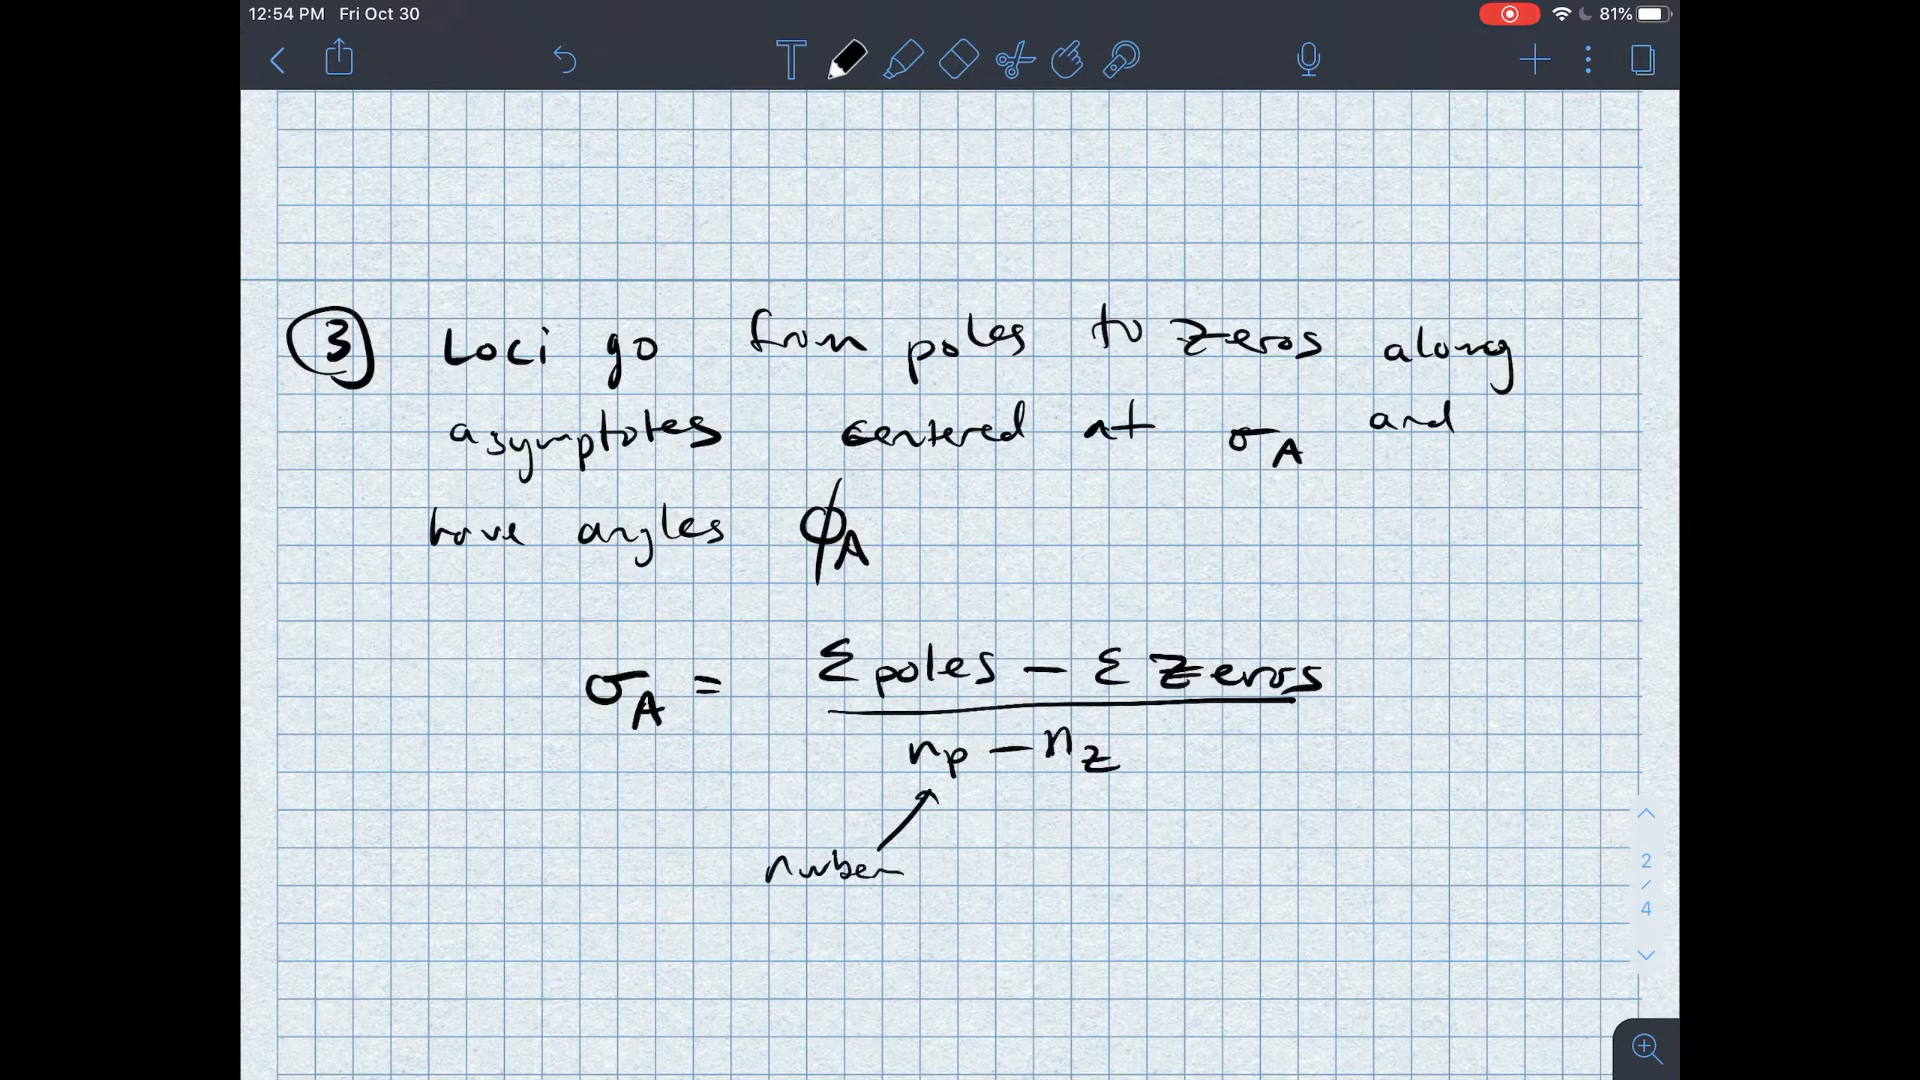 12:54 PM Fri Oct 30
81%
3 Loci go from poles to zeros along
asymptotes centered at σA and
have angles ϕA
σA = Σ poles − Σ zeros
np − nz
number
2
/
4